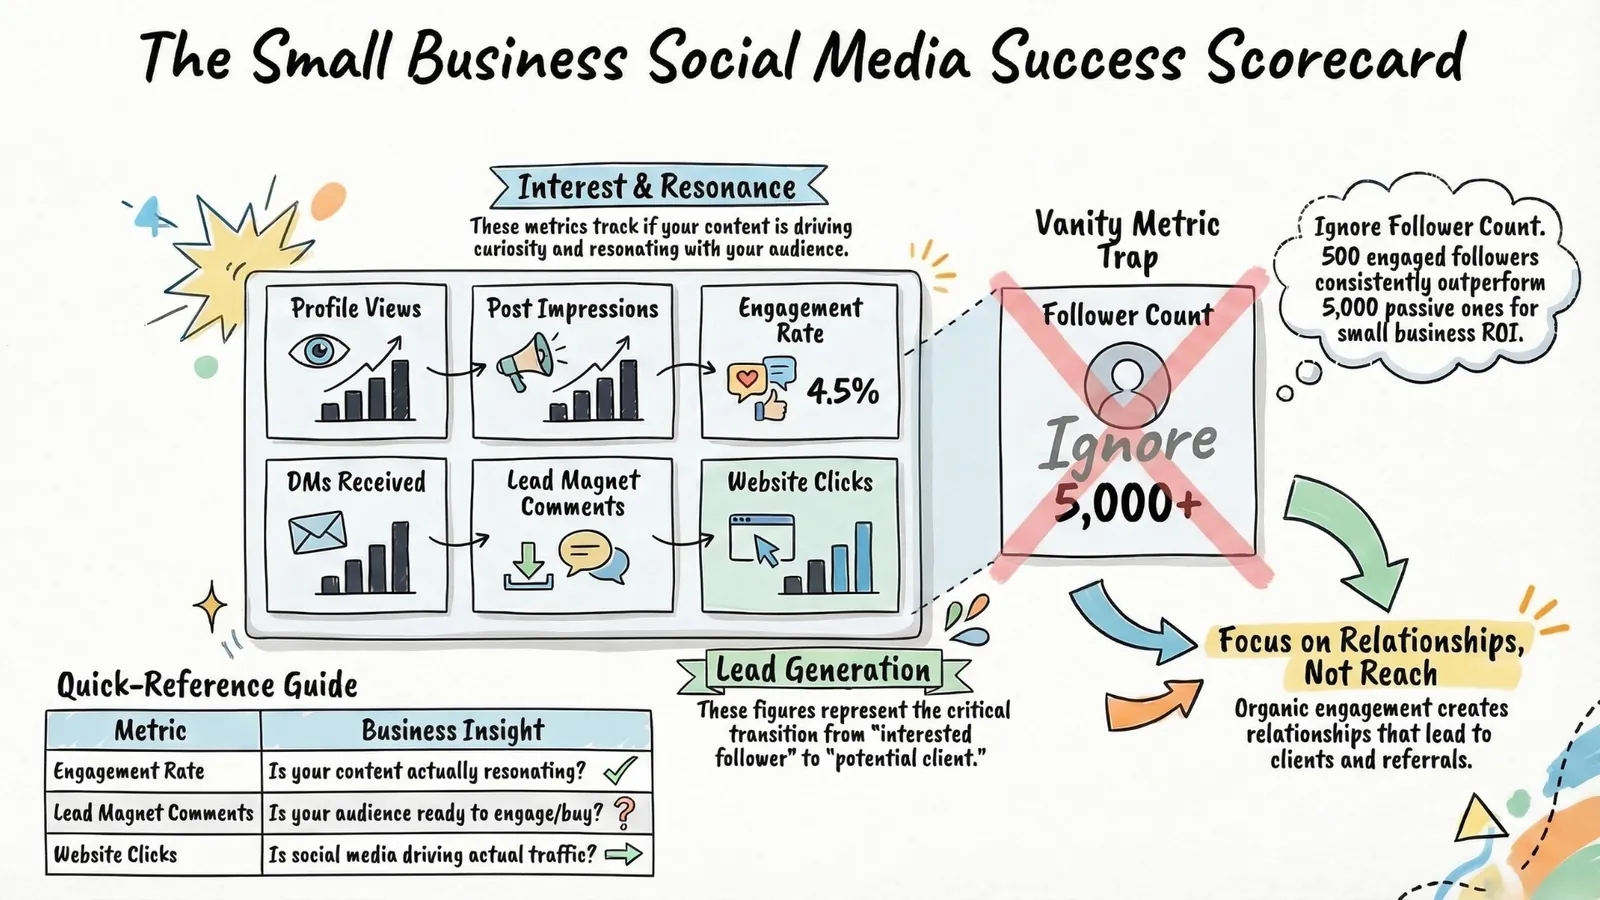 The Small Business Social Media Success Scorecard
Interest & Resonance
These metrics track if your content is driving
curiosity and resonating with your audience.
Profile Views
Post Impressions
Engagement
Rate
4.5%
DMs Received
Lead Magnet
Comments
Website Clicks
Vanity Metric
Trap
Follower Count
Ignore
5,000+
Ignore Follower Count.
500 engaged followers
consistently outperform
5,000 passive ones for
small business ROI.
Lead Generation
These figures represent the critical
transition from "interested
follower" to "potential client."
Focus on Relationships,
Not Reach
Organic engagement creates
relationships that lead to
clients and referrals.
Quick-Reference Guide
Metric Business Insight
Engagement Rate Is your content actually resonating?
Lead Magnet Comments Is your audience ready to engage/buy? ?
Website Clicks Is social media driving actual traffic?